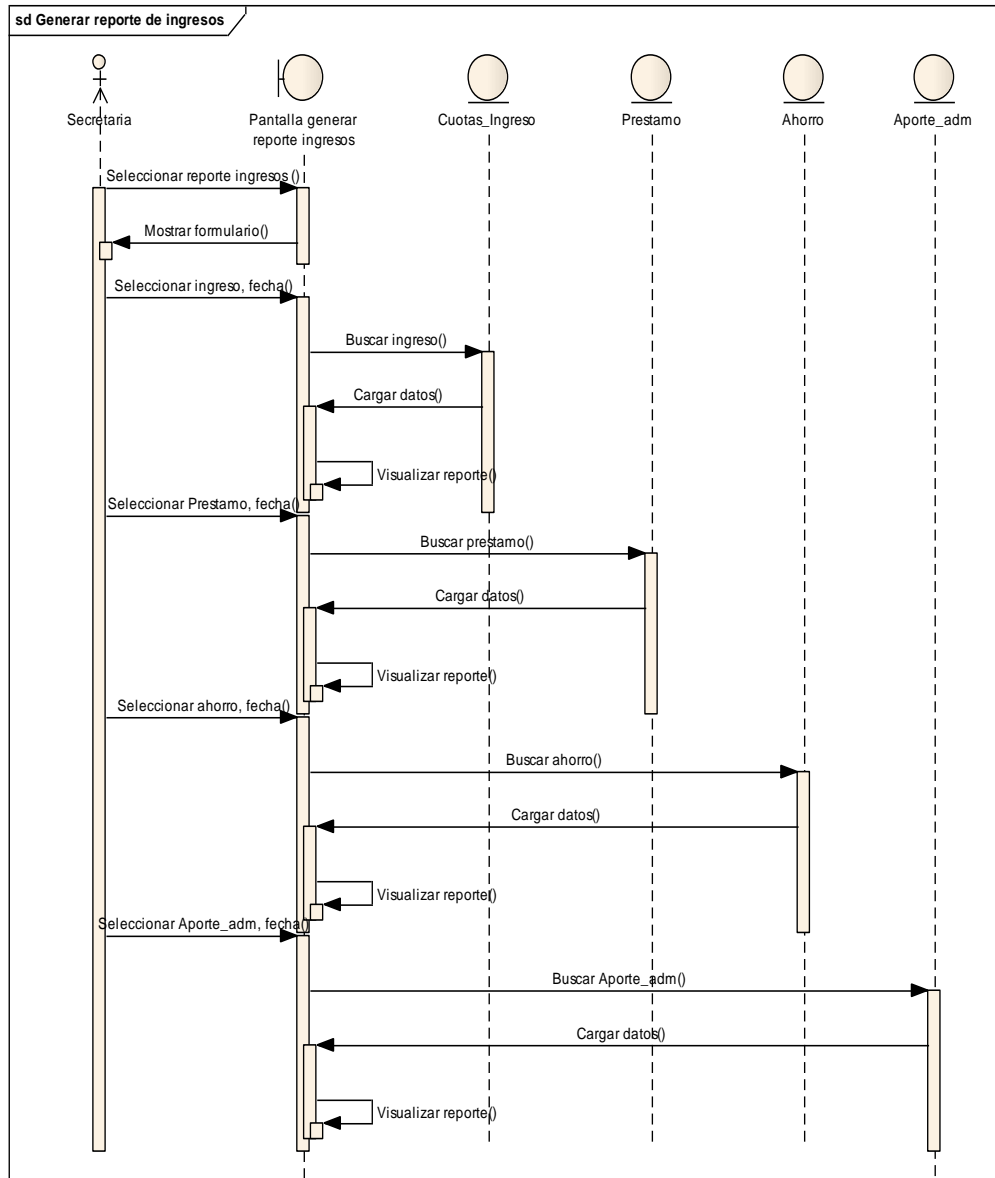 sd Generar reporte de ingresos
Secretaria
Pantalla generar
reporte ingresos
Cuotas_Ingreso
Prestamo
Ahorro
Aporte_adm
Seleccionar reporte ingresos ()
Mostrar formulario()
Seleccionar ingreso, fecha()
Buscar ingreso()
Cargar datos()
Visualizar reporte()
Seleccionar Prestamo, fecha()
Buscar prestamo()
Cargar datos()
Visualizar reporte()
Seleccionar ahorro, fecha()
Buscar ahorro()
Cargar datos()
Visualizar reporte()
Seleccionar Aporte_adm, fecha()
Buscar Aporte_adm()
Cargar datos()
Visualizar reporte()